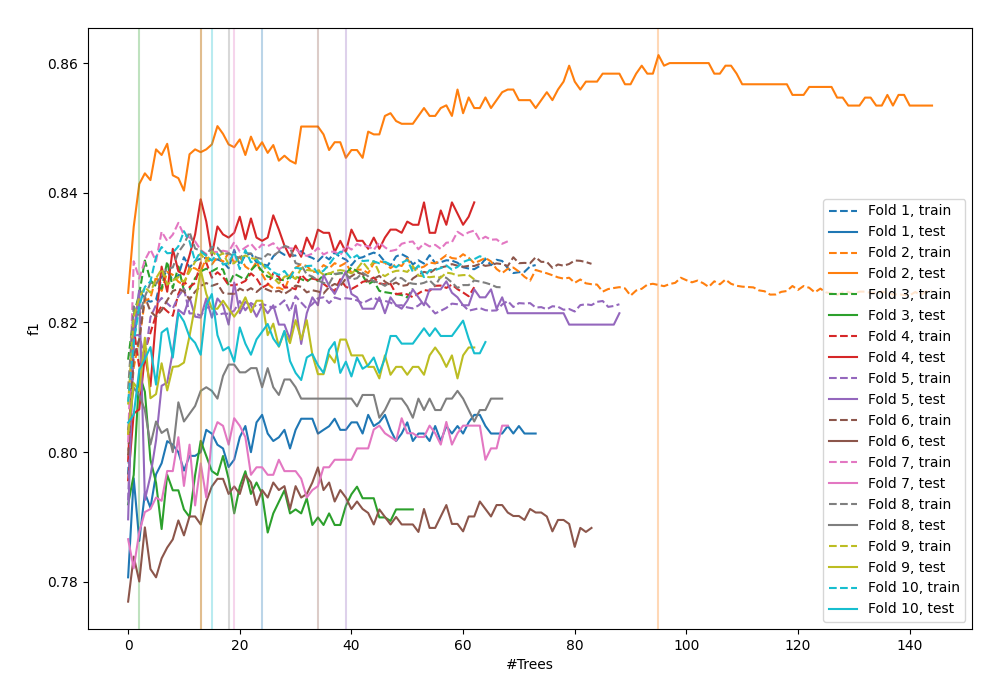 0.86
0.84
0.82
0.80
0.78
f1
0
20
40
60
80
100
120
140
#Trees
Fold 1, train
Fold 1, test
Fold 2, train
Fold 2, test
Fold 3, train
Fold 3, test
Fold 4, train
Fold 4, test
Fold 5, train
Fold 5, test
Fold 6, train
Fold 6, test
Fold 7, train
Fold 7, test
Fold 8, train
Fold 8, test
Fold 9, train
Fold 9, test
Fold 10, train
Fold 10, test